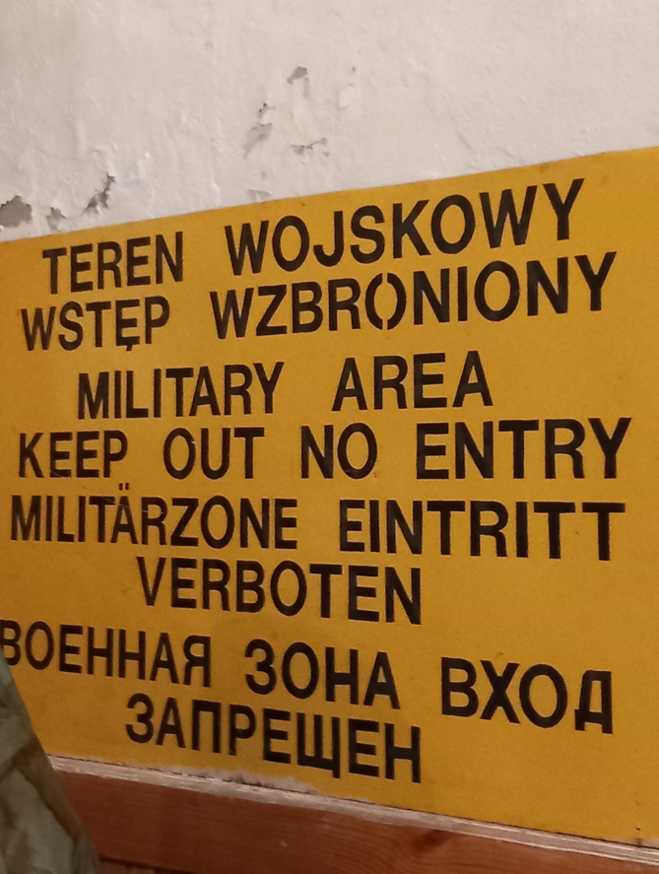 TEREN WOJSKOWY
WSTĘP WZBRONIONY
MILITARY AREA
KEEP OUT NO ENTRY
MILITÄRZONE EINTRITT
VERBOTEN
ВОЕННАЯ ЗОНА ВХОД
ЗАПРЕЩЕН